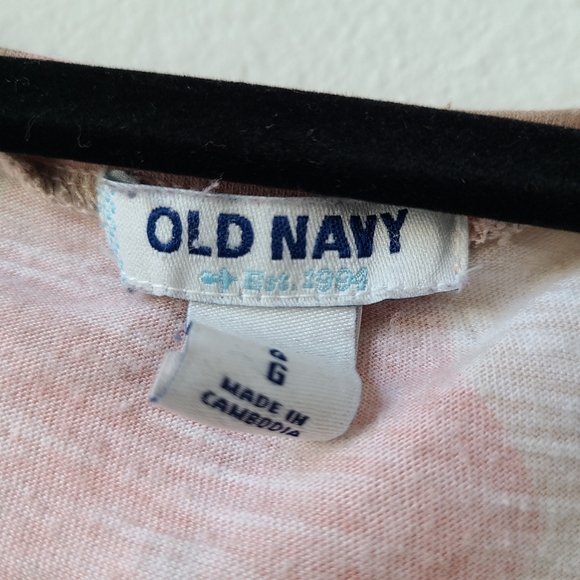 OLD NAVY
Est. 1994
G
MADE IN
CAMBODIA